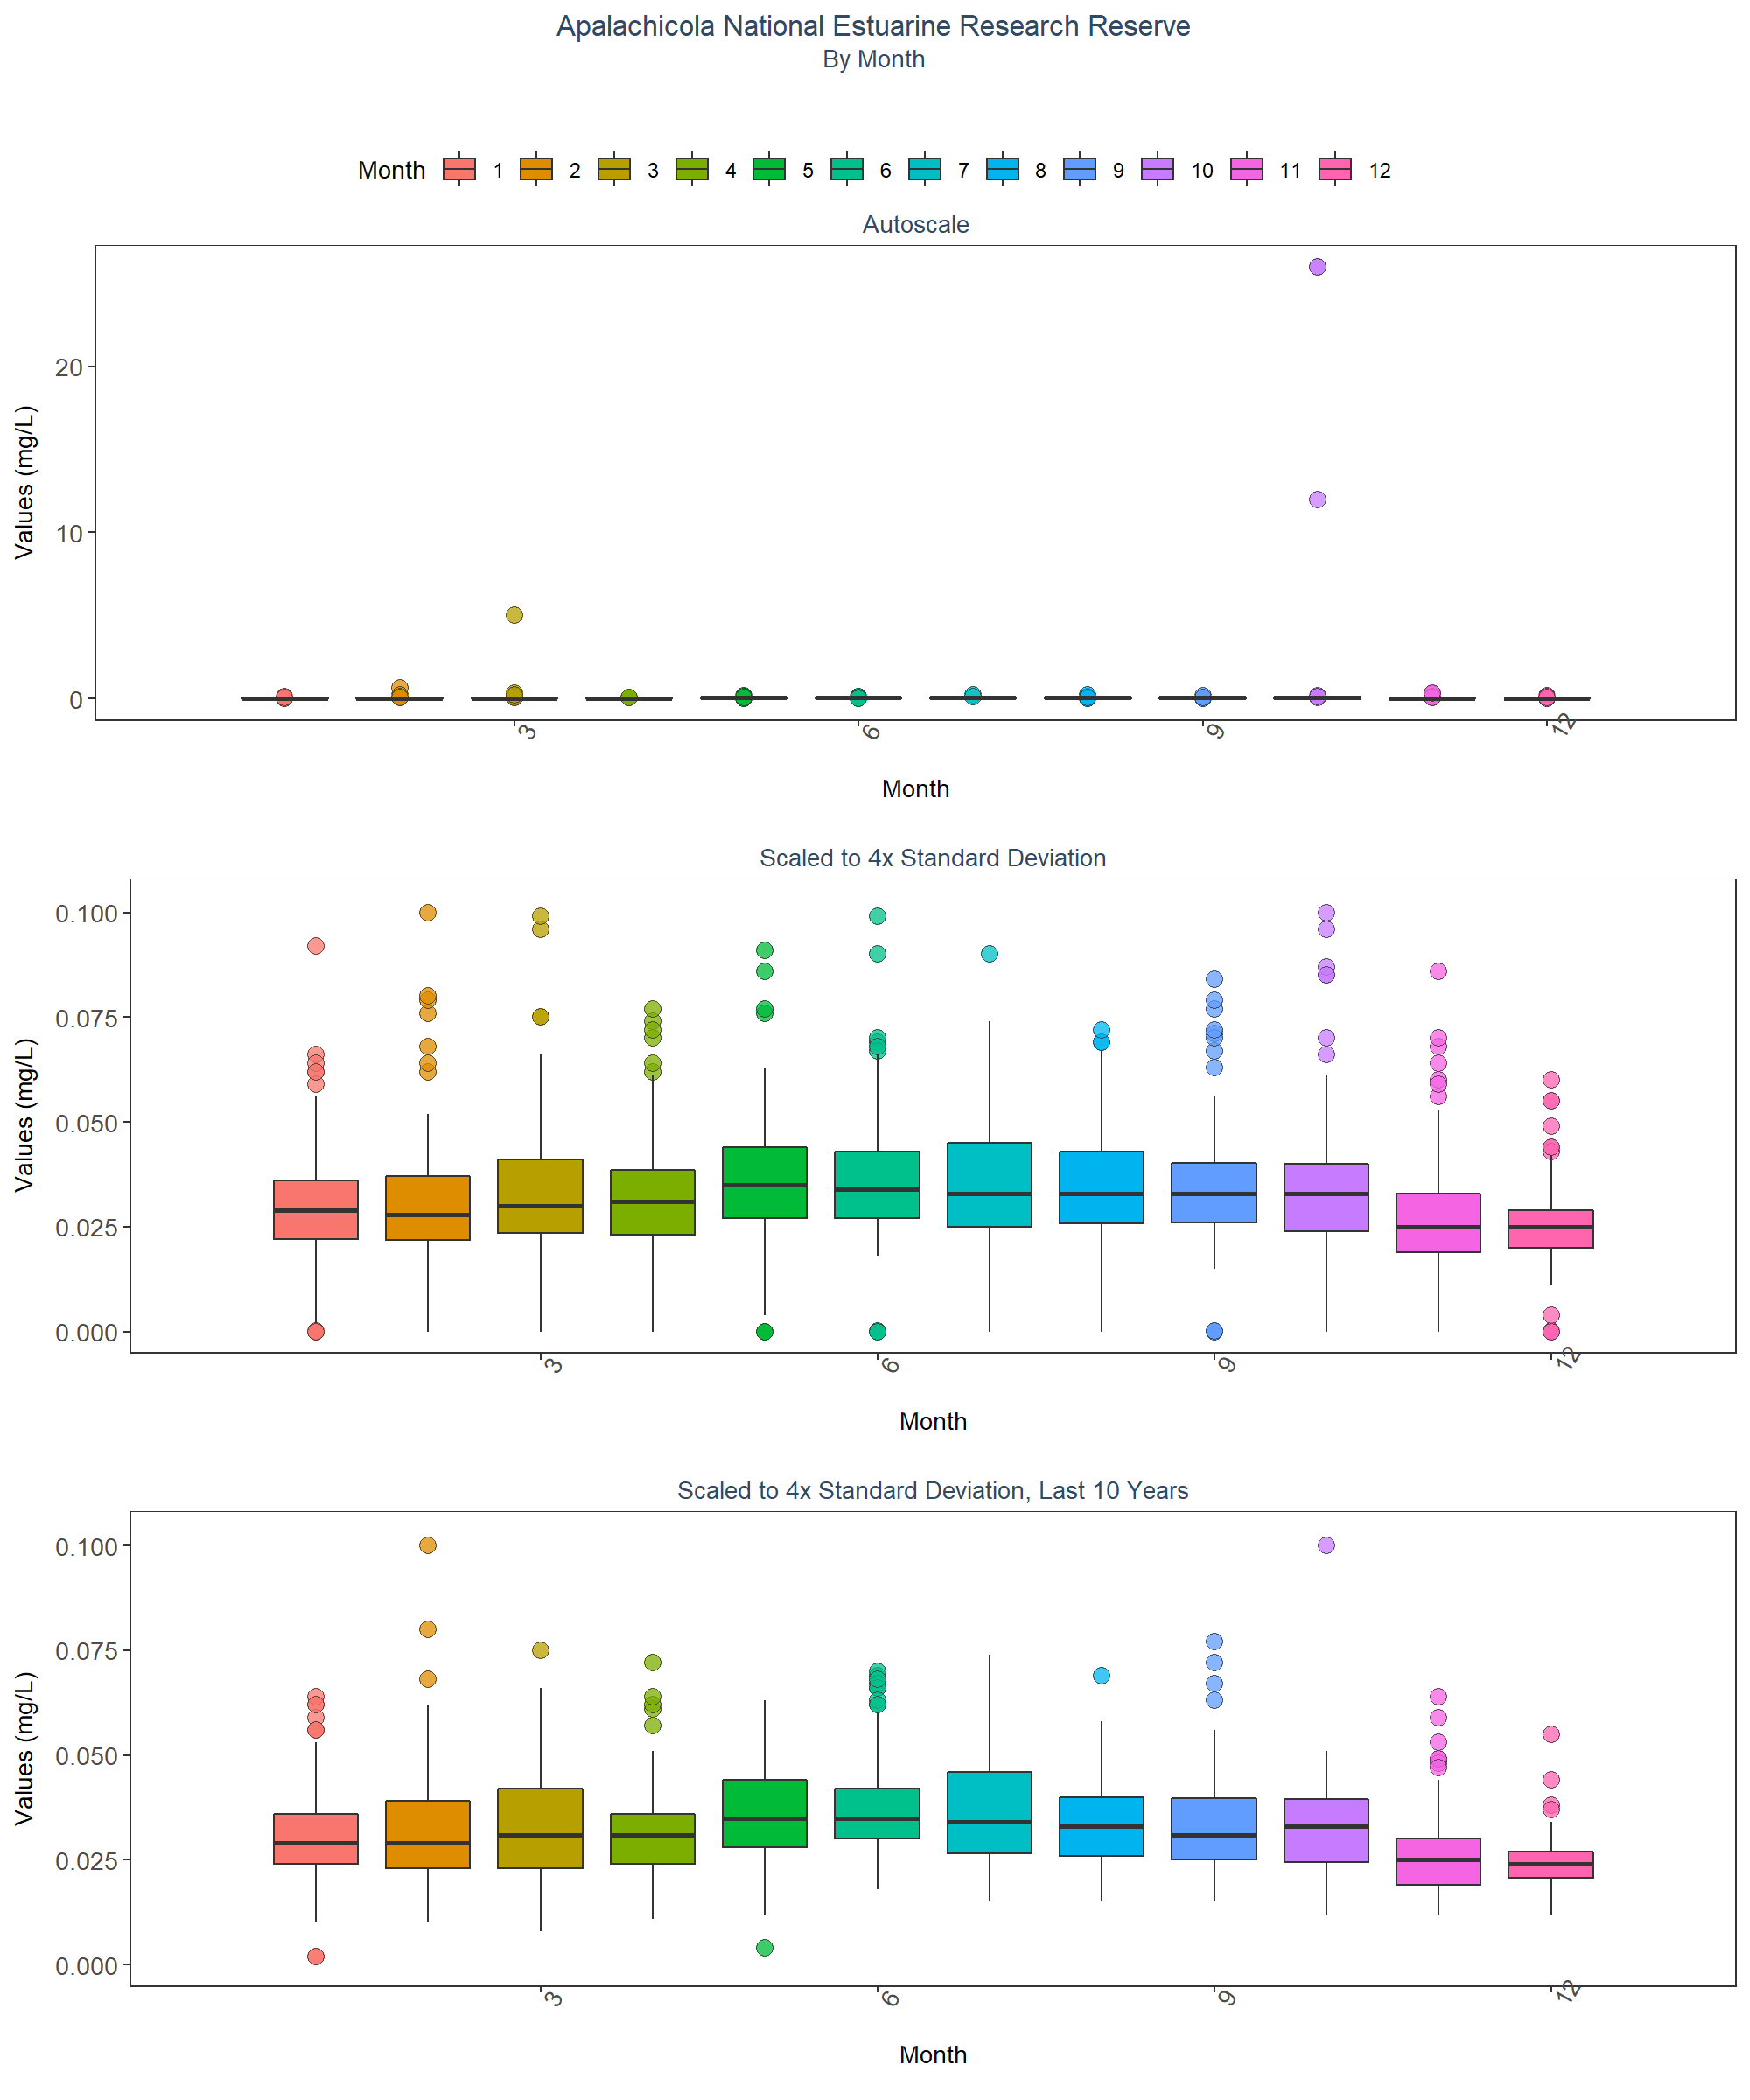 Apalachicola National Estuarine Research Reserve
By Month
Month 1 2 3 4 5 6 7 8 9 10 11 12
Autoscale
Values (mg/L)
20
10
0
3 6 9 12
Month
Scaled to 4x Standard Deviation
Values (mg/L)
0.100
0.075
0.050
0.025
0.000
3 6 9 12
Month
Scaled to 4x Standard Deviation, Last 10 Years
Values (mg/L)
0.100
0.075
0.050
0.025
0.000
3 6 9 12
Month